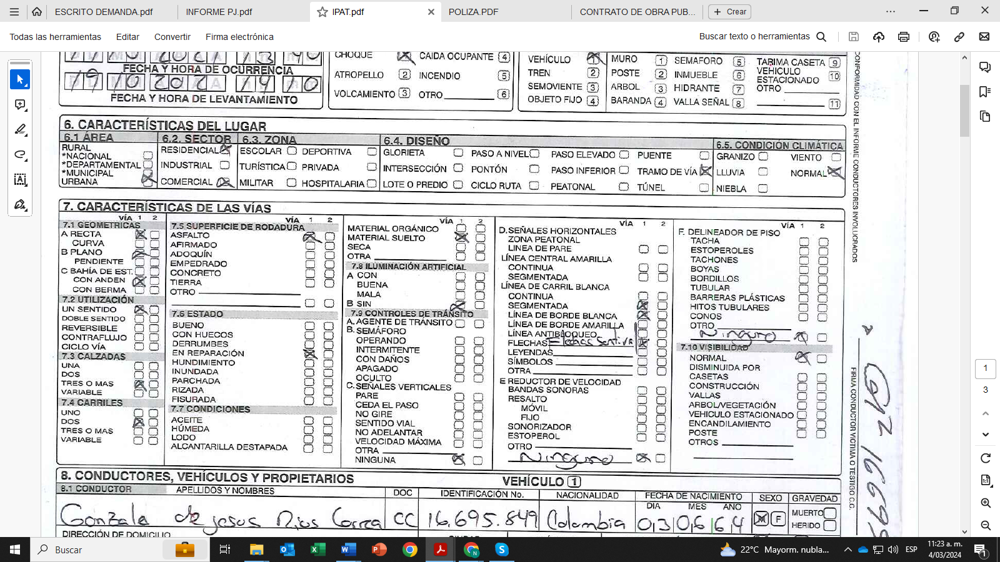 ESCRITO DEMANDA.pdf INFORME PJ.pdf IPAT.pdf POLIZA.PDF CONTRATO DE OBRA PUB... Crear
Todas las herramientas Editar Convertir Firma electrónica Buscar texto o herramientas
FECHA Y HORA DE OCURRENCIA
FECHA Y HORA DE LEVANTAMIENTO
CHOQUE CAIDA OCUPANTE 4
ATROPELLO 2 INCENDIO 5
VOLCAMIENTO 3 OTRO 6
VEHÍCULO 1 MURO 1 SEMAFORO 5 TARIMA CASETA 9
TREN 2 POSTE 2 INMUEBLE 6 VEHICULO ESTACIONADO 10
SEMOVIENTE 3 ARBOL 3 HIDRANTE 7 OTRO
OBJETO FIJO 4 BARANDA 4 VALLA SEÑAL 8 11
6. CARACTERÍSTICAS DEL LUGAR
6.1 ÁREA 6.2. SECTOR 6.3. ZONA 6.4. DISEÑO 6.5. CONDICIÓN CLIMÁTICA
RURAL
*NACIONAL
*DEPARTAMENTAL
*MUNICIPAL
URBANA
RESIDENCIAL
INDUSTRIAL
COMERCIAL
ESCOLAR DEPORTIVA
TURÍSTICA PRIVADA
MILITAR HOSPITALARIA
GLORIETA PASO A NIVEL PASO ELEVADO PUENTE
INTERSECCIÓN PONTÓN PASO INFERIOR TRAMO DE VÍA
LOTE O PREDIO CICLO RUTA PEATONAL TÚNEL
GRANIZO VIENTO
LLUVIA NORMAL
NIEBLA
7. CARACTERÍSTICAS DE LAS VÍAS
VÍA 1 2
7.1 GEOMETRICAS
A RECTA
CURVA
B PLANO
PENDIENTE
C BAHÍA DE EST.
CON ANDEN
CON BERMA
7.2 UTILIZACIÓN
UN SENTIDO
DOBLE SENTIDO
REVERSIBLE
CONTRAFLUJO
CICLO VÍA
7.3 CALZADAS
UNA
DOS
TRES O MAS
VARIABLE
7.4 CARRILES
UNO
DOS
TRES O MAS
VARIABLE
VÍA 1 2
7.5 SUPERFICIE DE RODADURA
ASFALTO
AFIRMADO
ADOQUÍN
EMPEDRADO
CONCRETO
TIERRA
OTRO
7.6 ESTADO
BUENO
CON HUECOS
DERRUMBES
EN REPARACIÓN
HUNDIMIENTO
INUNDADA
PARCHADA
RIZADA
FISURADA
7.7 CONDICIONES
ACEITE
HÚMEDA
LODO
ALCANTARILLA DESTAPADA
VÍA 1 2
MATERIAL ORGÁNICO
MATERIAL SUELTO
SECA
OTRA
7.8 ILUMINACIÓN ARTIFICIAL
A CON
BUENA
MALA
B SIN
7.9 CONTROLES DE TRÁNSITO
A. AGENTE DE TRÁNSITO
B. SEMÁFORO
OPERANDO
INTERMITENTE
CON DAÑOS
APAGADO
OCULTO
C. SEÑALES VERTICALES
PARE
CEDA EL PASO
NO GIRE
SENTIDO VIAL
NO ADELANTAR
VELOCIDAD MÁXIMA
OTRA
NINGUNA
VÍA 1 2
D. SEÑALES HORIZONTALES
ZONA PEATONAL
LINEA DE PARE
LÍNEA CENTRAL AMARILLA
CONTINUA
SEGMENTADA
LÍNEA DE CARRIL BLANCA
CONTINUA
SEGMENTADA
LÍNEA DE BORDE BLANCA
LÍNEA DE BORDE AMARILLA
LÍNEA ANTIBLOQUEO
FLECHAS Flechas
LEYENDAS
SÍMBOLOS
OTRA
E REDUCTOR DE VELOCIDAD
BANDAS SONORAS
RESALTO
MÓVIL
FIJO
SONORIZADOR
ESTOPEROL
OTRO
Ninguno
VÍA 1 2
F. DELINEADOR DE PISO
TACHA
ESTOPEROLES
TACHONES
BOYAS
BORDILLOS
TUBULAR
BARRERAS PLÁSTICAS
HITOS TUBULARES
CONOS
OTRO
Ninguno
7.10 VISIBILIDAD
NORMAL
DISMINUIDA POR
CASETAS
CONSTRUCCIÓN
VALLAS
ARBOL/VEGETACIÓN
VEHICULO ESTACIONADO
ENCANDILAMIENTO
POSTE
OTROS
8. CONDUCTORES, VEHÍCULOS Y PROPIETARIOS VEHÍCULO 1
8.1 CONDUCTOR APELLIDOS Y NOMBRES DOC IDENTIFICACIÓN No. NACIONALIDAD FECHA DE NACIMIENTO SEXO GRAVEDAD
DIA MES AÑO
Gonzalo de Jesus Rios Correa CC 16.695.849 Colombia 03 06 64 M F MUERTO
HERIDO
DIRECCIÓN DE DOMICILIO
CONFORMIDAD CON EL INFORME CONDUCTORES INVOLUCRADOS
FIRMA CONDUCTOR VICTIMA O TESTIGO C.C.
1
3
Buscar
22°C Mayorm. nubla...
ESP
11:23 a. m.
4/03/2024
1